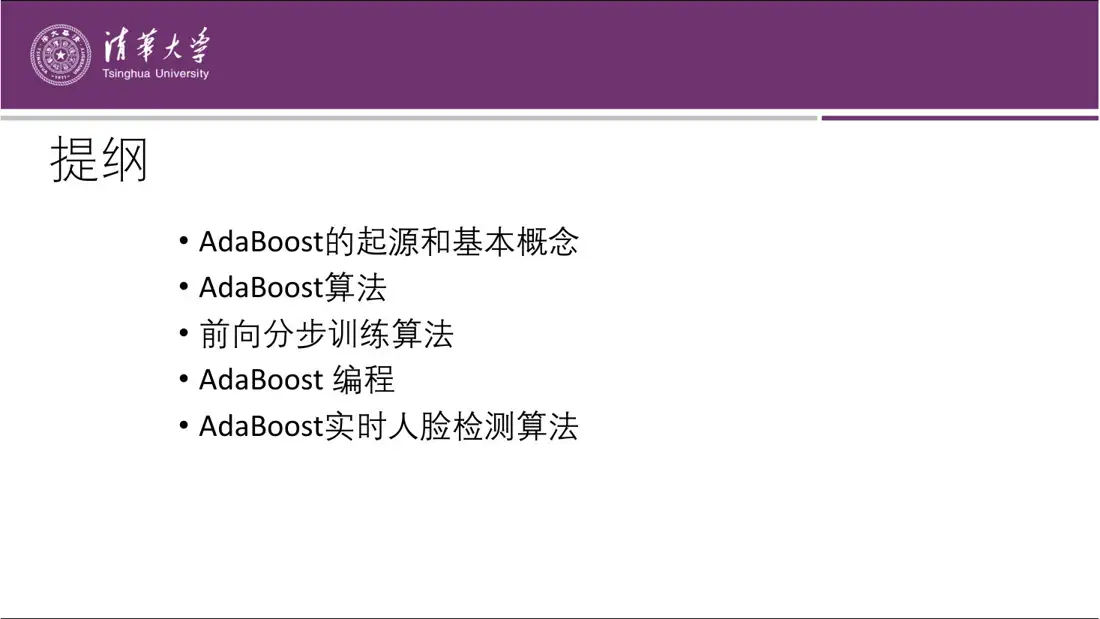 清华大学
Tsinghua University
提纲
• AdaBoost的起源和基本概念
• AdaBoost算法
• 前向分步训练算法
• AdaBoost 编程
• AdaBoost实时人脸检测算法